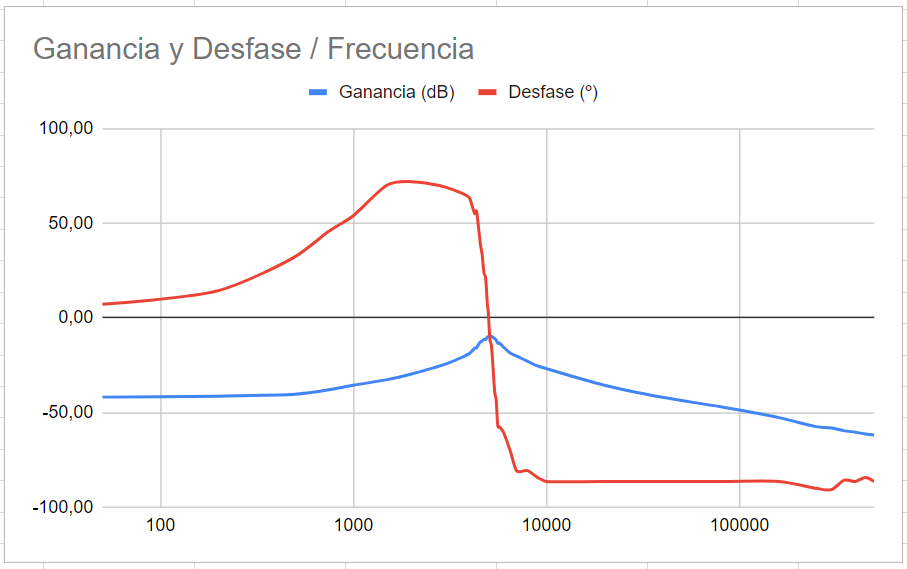 Ganancia y Desfase / Frecuencia
Ganancia (dB) Desfase (º)
100,00
50,00
0,00
-50,00
-100,00
100 1000 10000 100000